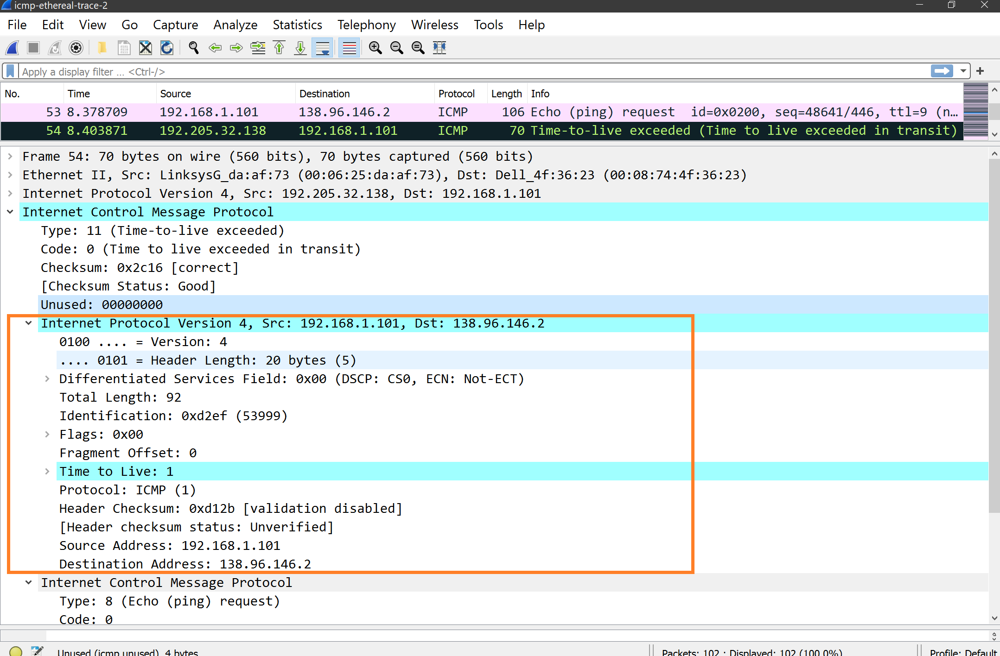 icmp-ethereal-trace-2
File Edit View Go Capture Analyze Statistics Telephony Wireless Tools Help
Apply a display filter ... <Ctrl-/>
No. Time Source Destination Protocol Length Info
53 8.378709 192.168.1.101 138.96.146.2 ICMP 106 Echo (ping) request id=0x0200, seq=48641/446, ttl=9 (n…
54 8.403871 192.205.32.138 192.168.1.101 ICMP 70 Time-to-live exceeded (Time to live exceeded in transit)
Frame 54: 70 bytes on wire (560 bits), 70 bytes captured (560 bits)
Ethernet II, Src: LinksysG_da:af:73 (00:06:25:da:af:73), Dst: Dell_4f:36:23 (00:08:74:4f:36:23)
Internet Protocol Version 4, Src: 192.205.32.138, Dst: 192.168.1.101
Internet Control Message Protocol
Type: 11 (Time-to-live exceeded)
Code: 0 (Time to live exceeded in transit)
Checksum: 0x2c16 [correct]
[Checksum Status: Good]
Unused: 00000000
Internet Protocol Version 4, Src: 192.168.1.101, Dst: 138.96.146.2
0100 .... = Version: 4
.... 0101 = Header Length: 20 bytes (5)
Differentiated Services Field: 0x00 (DSCP: CS0, ECN: Not-ECT)
Total Length: 92
Identification: 0xd2ef (53999)
Flags: 0x00
Fragment Offset: 0
Time to Live: 1
Protocol: ICMP (1)
Header Checksum: 0xd12b [validation disabled]
[Header checksum status: Unverified]
Source Address: 192.168.1.101
Destination Address: 138.96.146.2
Internet Control Message Protocol
Type: 8 (Echo (ping) request)
Code: 0
Unused (icmp.unused), 4 bytes Packets: 102 · Displayed: 102 (100.0%) Profile: Default